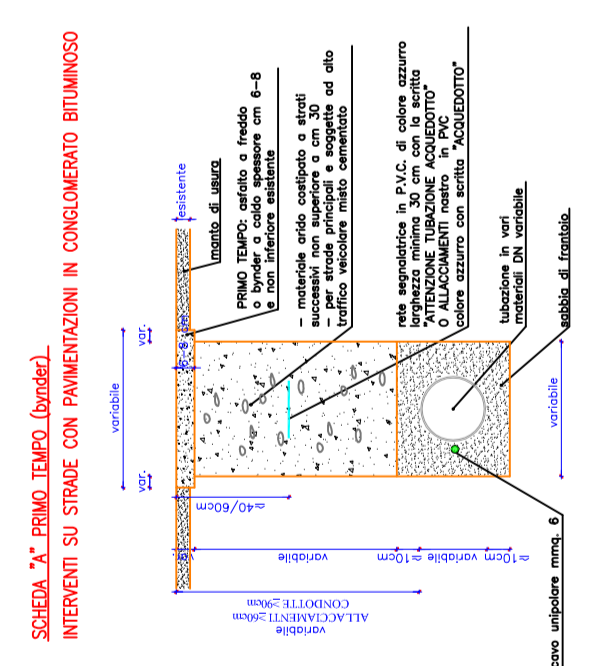 SCHEDA "A" PRIMO TEMPO (bynder)
INTERVENTI SU STRADE CON PAVIMENTAZIONI IN CONGLOMERATO BITUMINOSO
esistente
manto di usura
PRIMO TEMPO: asfalto a freddo
o bynder a caldo spessore cm 6-8
e non inferiore esistente
- materiale arido costipato a strati
successivi non superiore a cm 30
- per strade principali e soggette ad alto
traffico veicolare misto cementato
rete segnalatrice in P.V.C. di colore azzurro
larghezza minima 30 cm con la scritta
"ATTENZIONE TUBAZIONE ACQUEDOTTO"
O ALLACCIAMENTI nastro in PVC
colore azzurro con scritta "ACQUEDOTTO"
tubazione in vari
materiali DN variabile
sabbia di frantoio
var.
variabile
var.
6-8 cm
variabile
≃40/60cm
var.
variabile
≃10cm
variabile
≃10cm
variabile
ALLACCIAMENTI≥60cm
CONDOTTE≥90cm
cavo unipolare mmq. 6